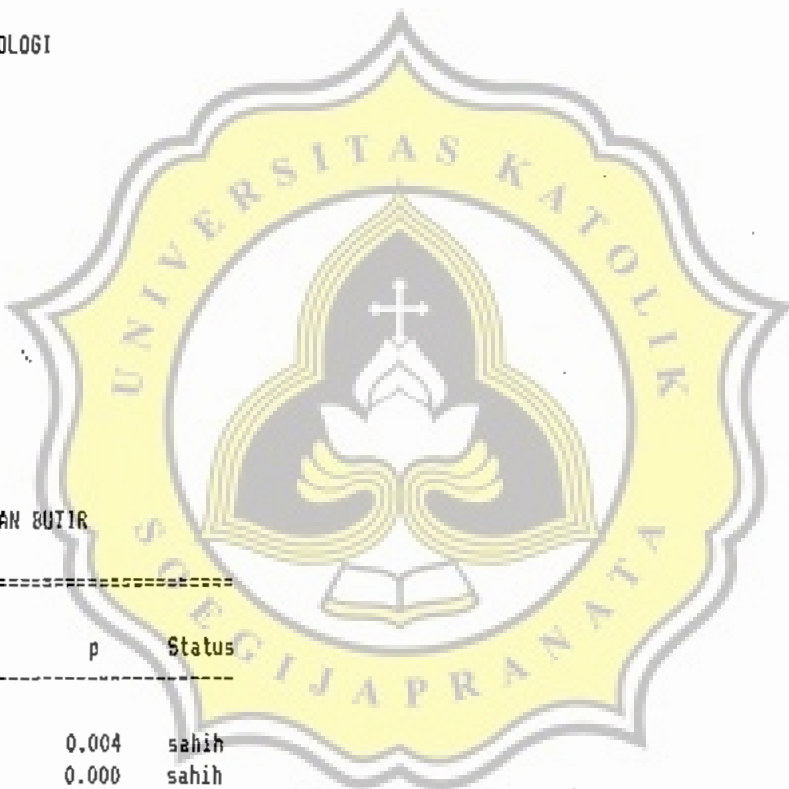 OLOGI
UNIVERSITAS KATOLIK
SOEGIJAPRANATA
AN BUTIR
=====================
p Status
---------------------
0.004 sahih
0.000 sahih